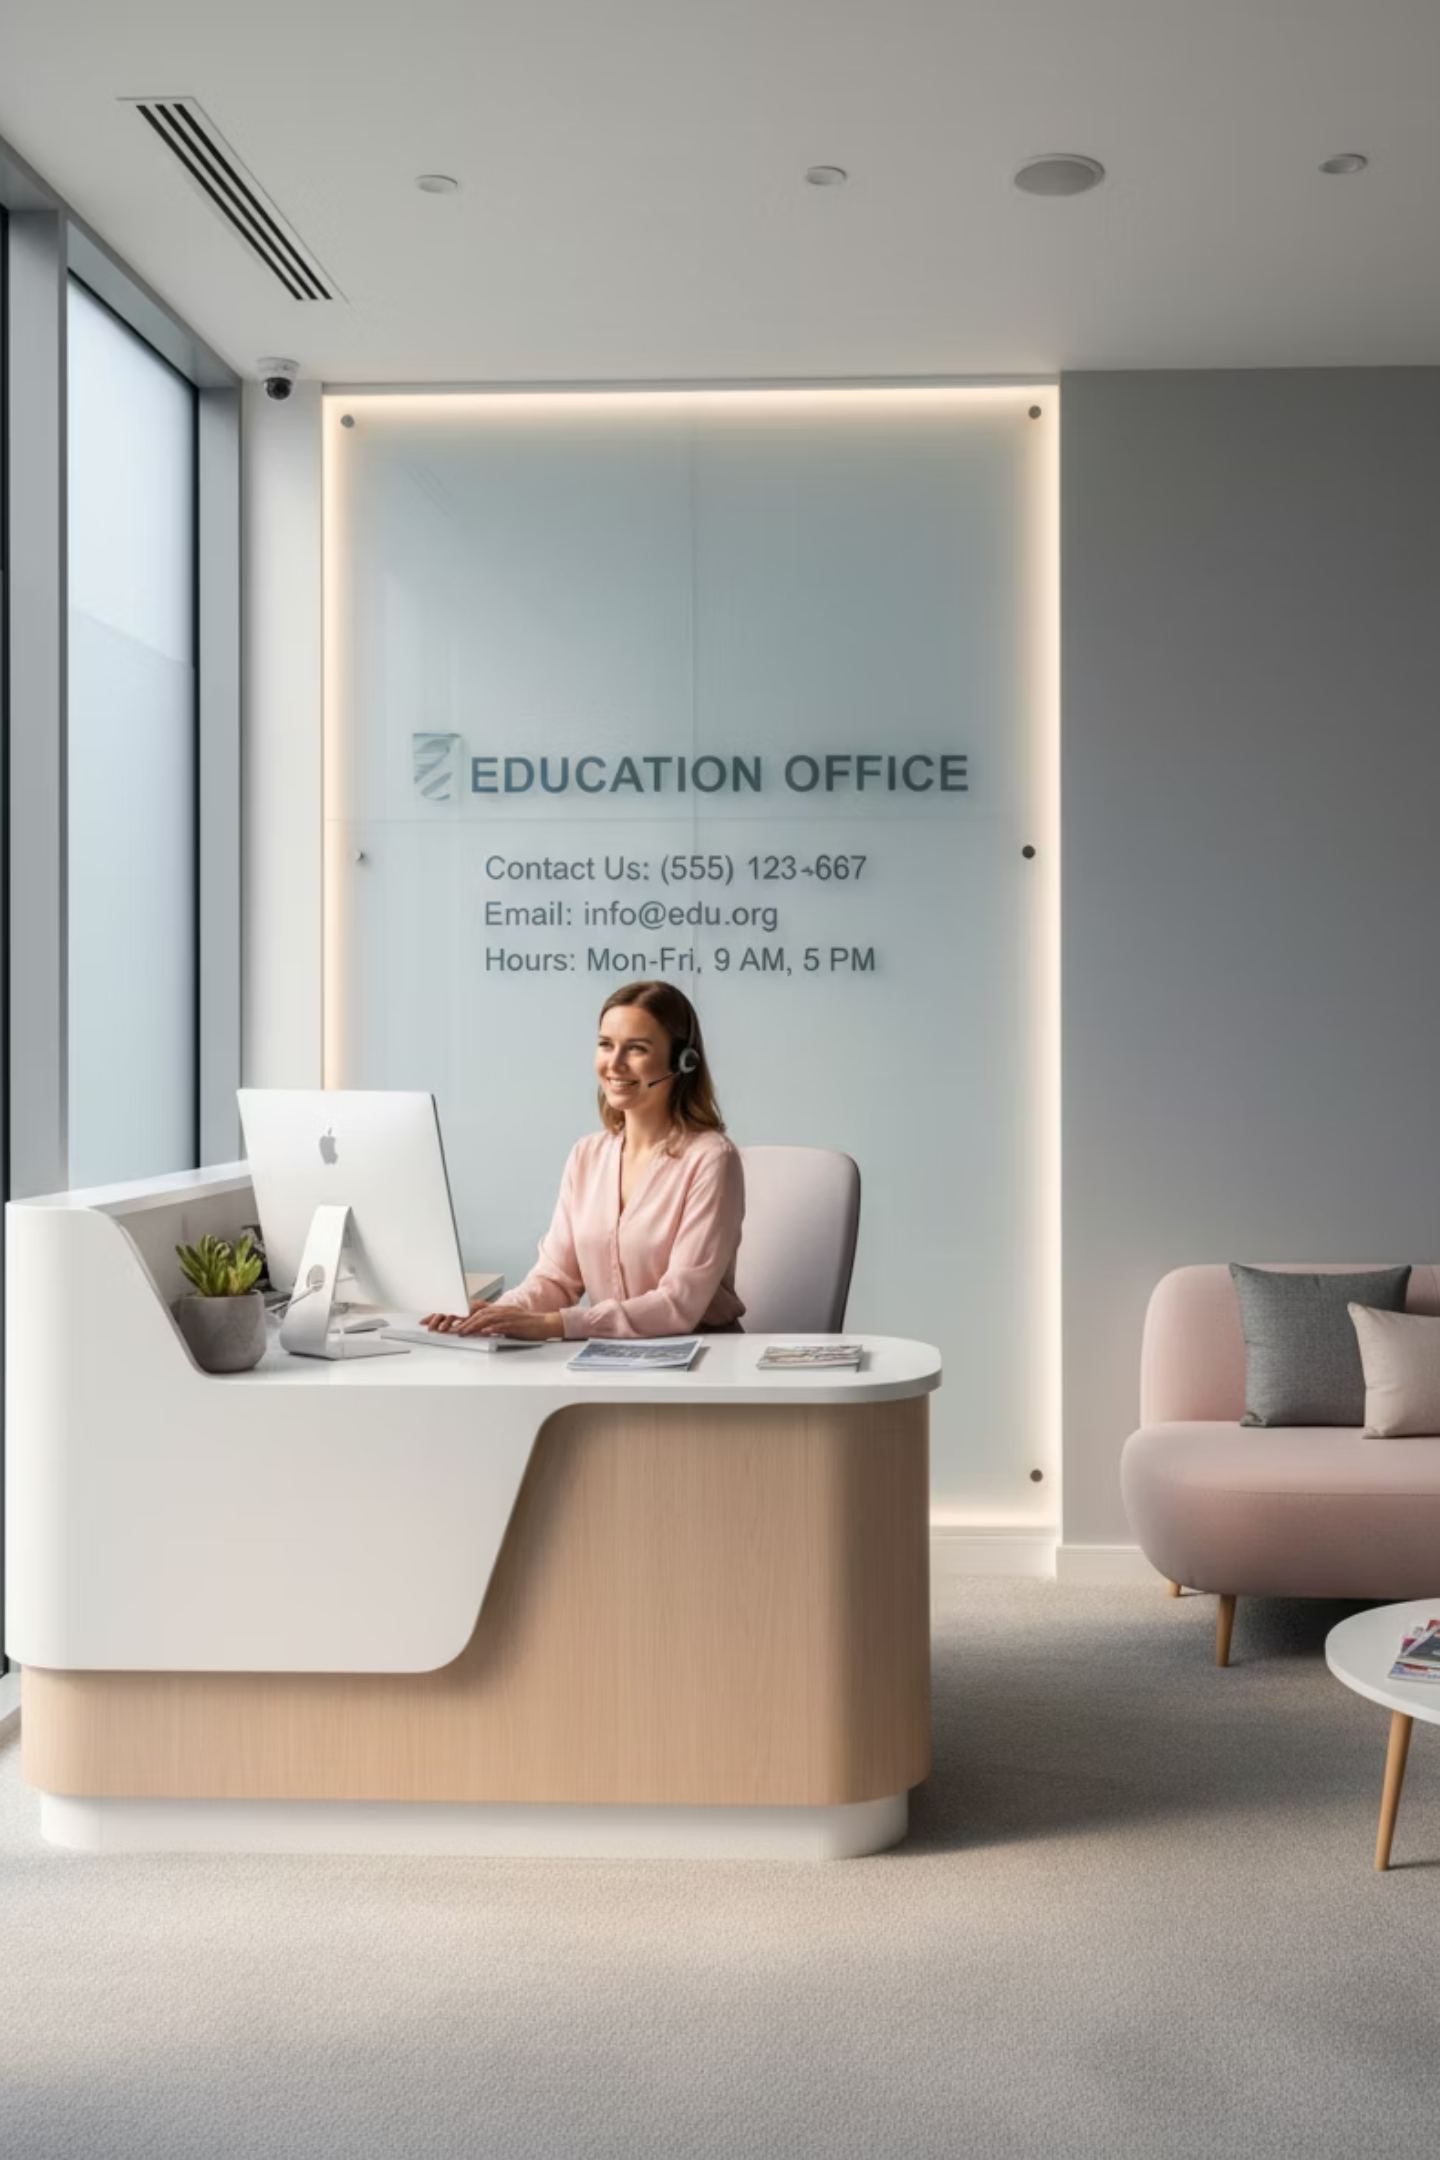 EDUCATION OFFICE
Contact Us: (555) 123-667
Email: info@edu.org
Hours: Mon-Fri, 9 AM, 5 PM